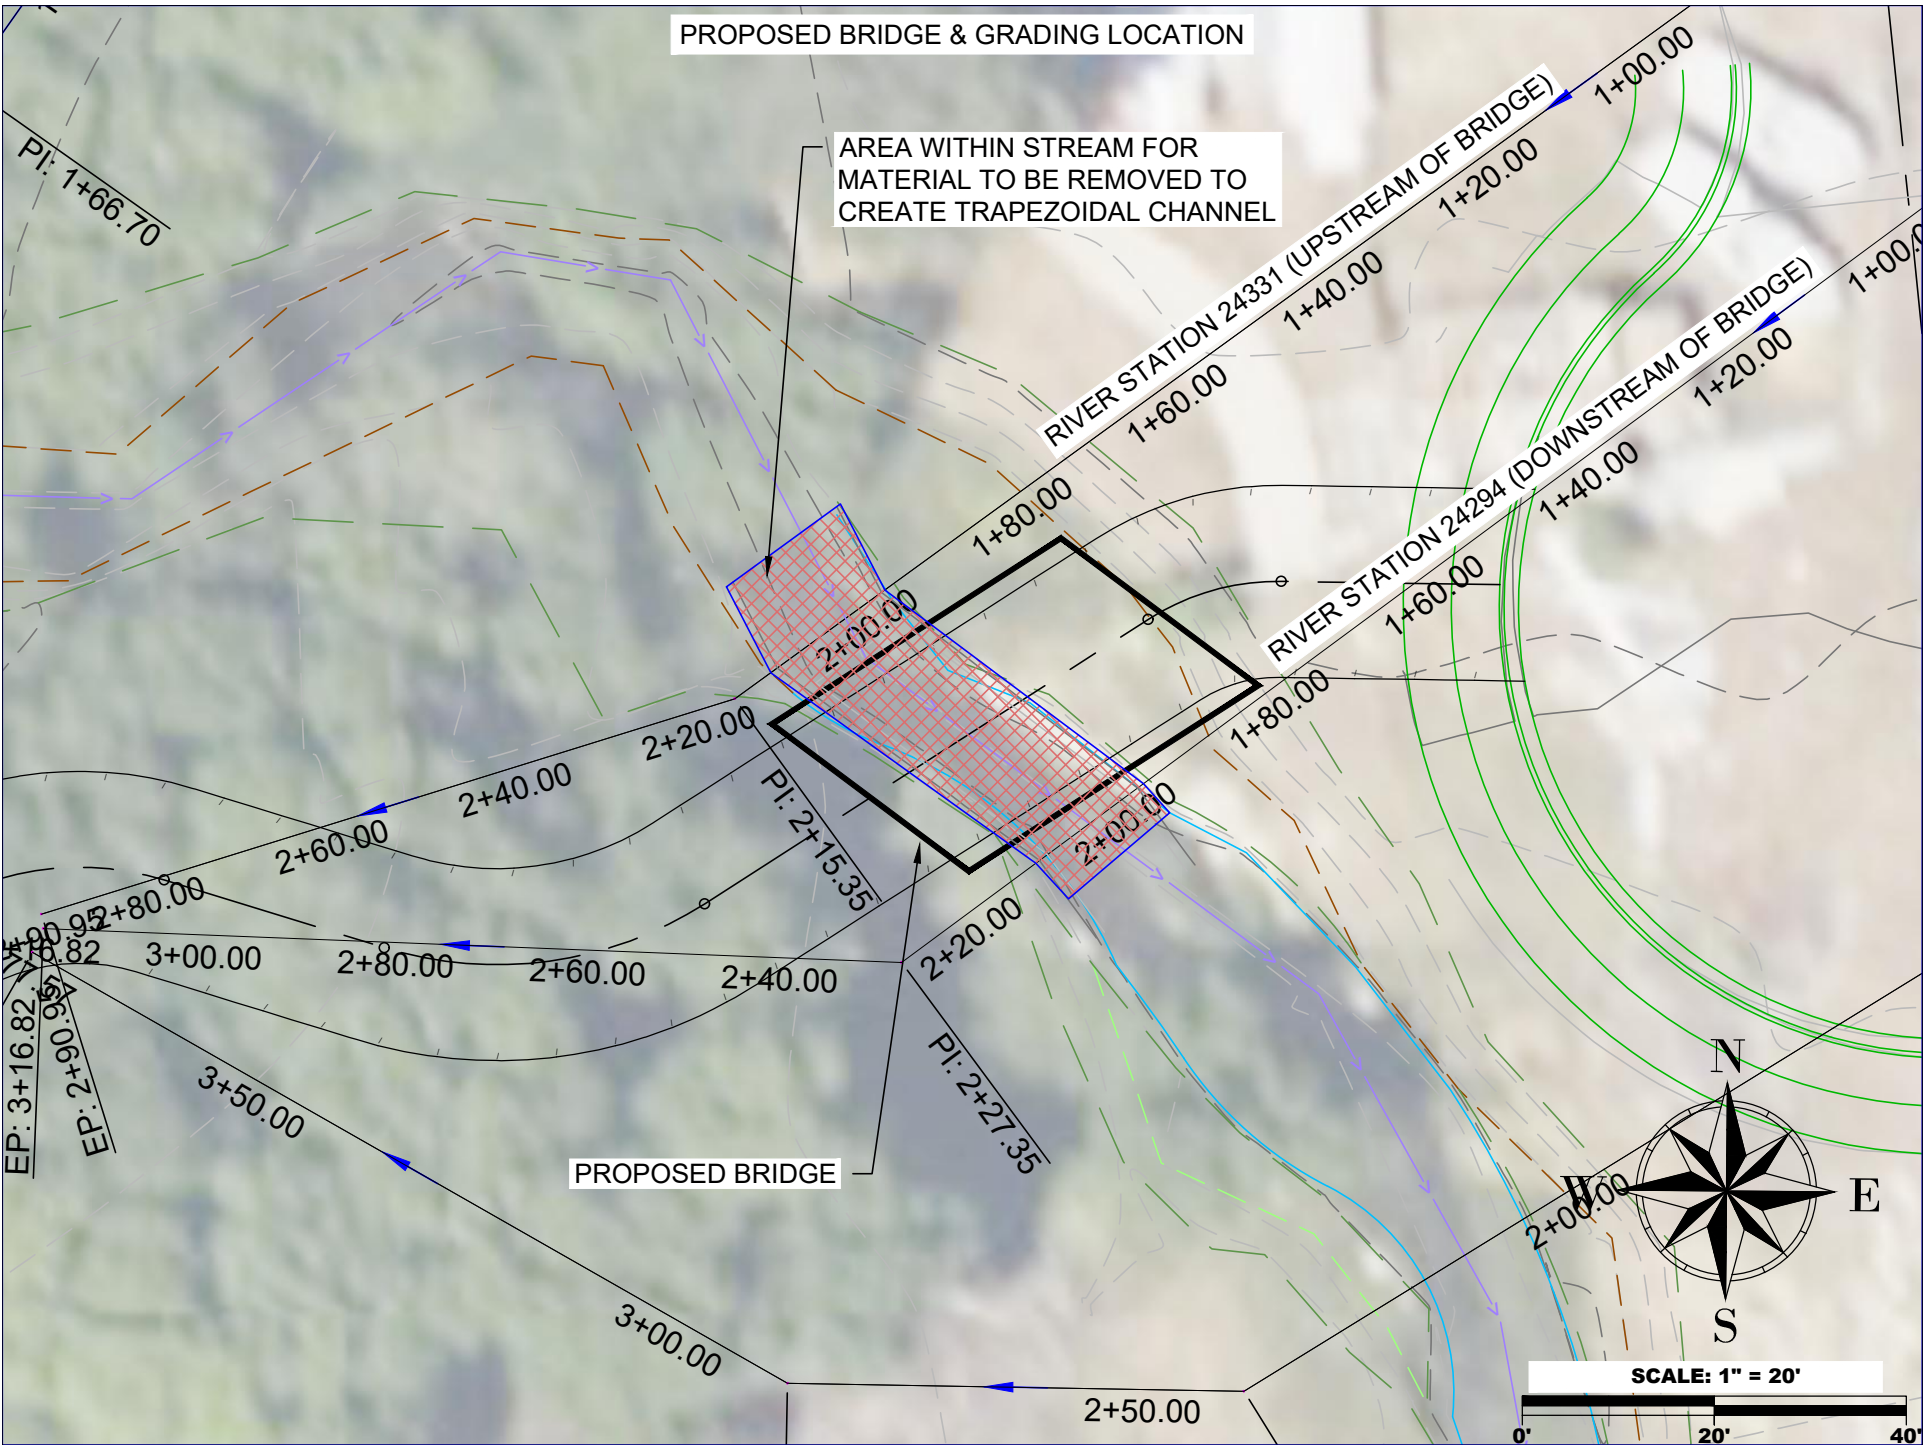 PROPOSED BRIDGE & GRADING LOCATION
AREA WITHIN STREAM FOR
MATERIAL TO BE REMOVED TO
CREATE TRAPEZOIDAL CHANNEL
PI: 1+66.70
RIVER STATION 24331 (UPSTREAM OF BRIDGE)
1+00.00
1+20.00
1+40.00
1+60.00
1+80.00
2+00.00
2+20.00
2+40.00
2+60.00
2+80.00
PI: 2+15.35
RIVER STATION 24294 (DOWNSTREAM OF BRIDGE)
1+00.0
1+20.00
1+40.00
1+60.00
1+80.00
2+00.00
2+20.00
2+40.00
2+60.00
2+80.00
3+00.00
PI: 2+27.35
EP: 3+16.82
EP: 2+90.95
PROPOSED BRIDGE
3+50.00
3+00.00
2+50.00
2+00.00
N
W
E
S
SCALE: 1" = 20'
0' 20' 40'